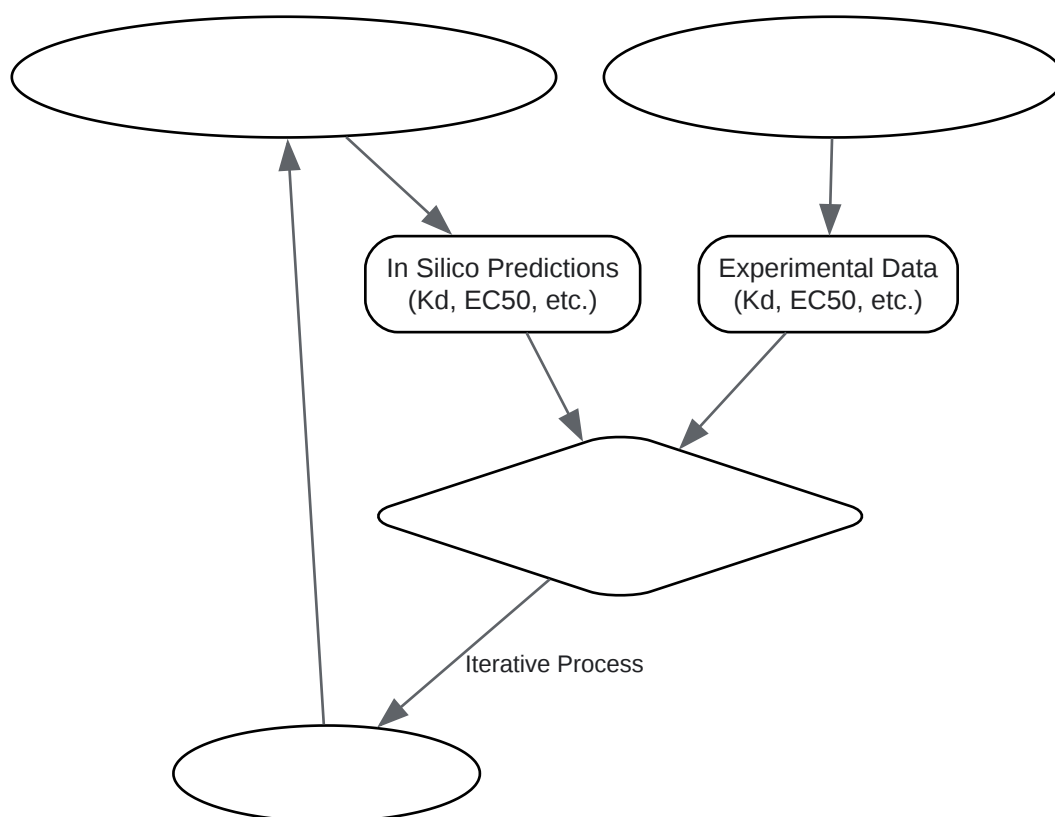 In Silico Predictions
(Kd, EC50, etc.)
Experimental Data
(Kd, EC50, etc.)
Iterative Process